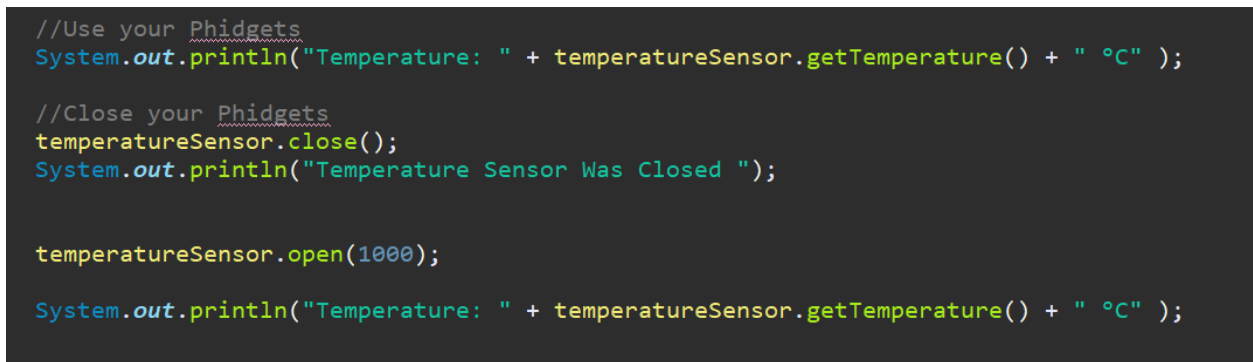 //Use your Phidgets
System.out.println("Temperature: " + temperatureSensor.getTemperature() + " °C" );
//Close your Phidgets
temperatureSensor.close();
System.out.println("Temperature Sensor Was Closed ");
temperatureSensor.open(1000);
System.out.println("Temperature: " + temperatureSensor.getTemperature() + " °C" );